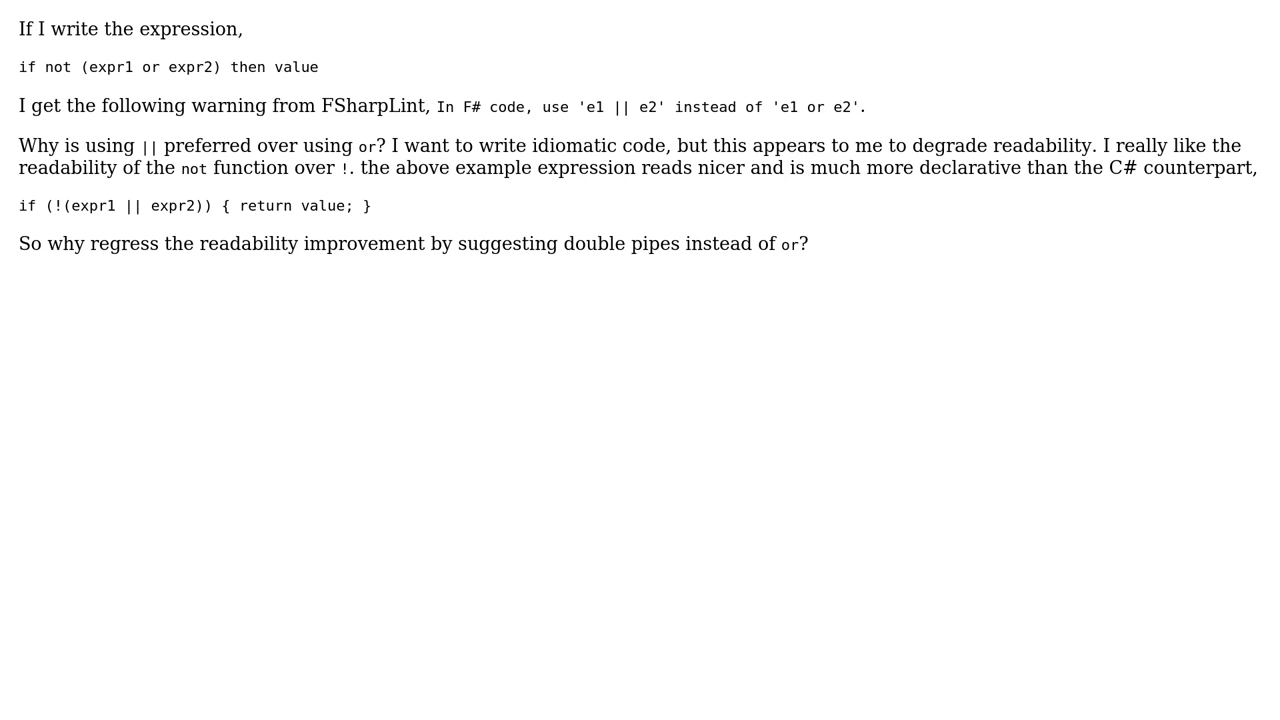 If I write the expression,
if not (expr1 or expr2) then value
I get the following warning from FSharpLint, In F# code, use 'e1 || e2' instead of 'e1 or e2'.
Why is using || preferred over using or? I want to write idiomatic code, but this appears to me to degrade readability. I really like the
readability of the not function over !. the above example expression reads nicer and is much more declarative than the C# counterpart,
if (!(expr1 || expr2)) { return value; }
So why regress the readability improvement by suggesting double pipes instead of or?